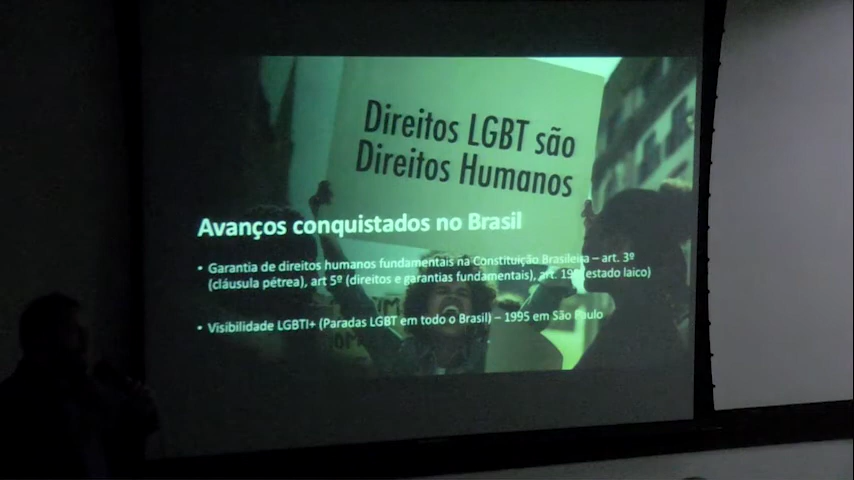 Direitos LGBT são
Direitos Humanos
Avanços conquistados no Brasil
• Garantia de direitos humanos fundamentais na Constituição Brasileira – art. 3º
(cláusula pétrea), art 5º (direitos e garantias fundamentais), art. 19 (estado laico)
• Visibilidade LGBTI+ (Paradas LGBT em todo o Brasil) – 1995 em São Paulo